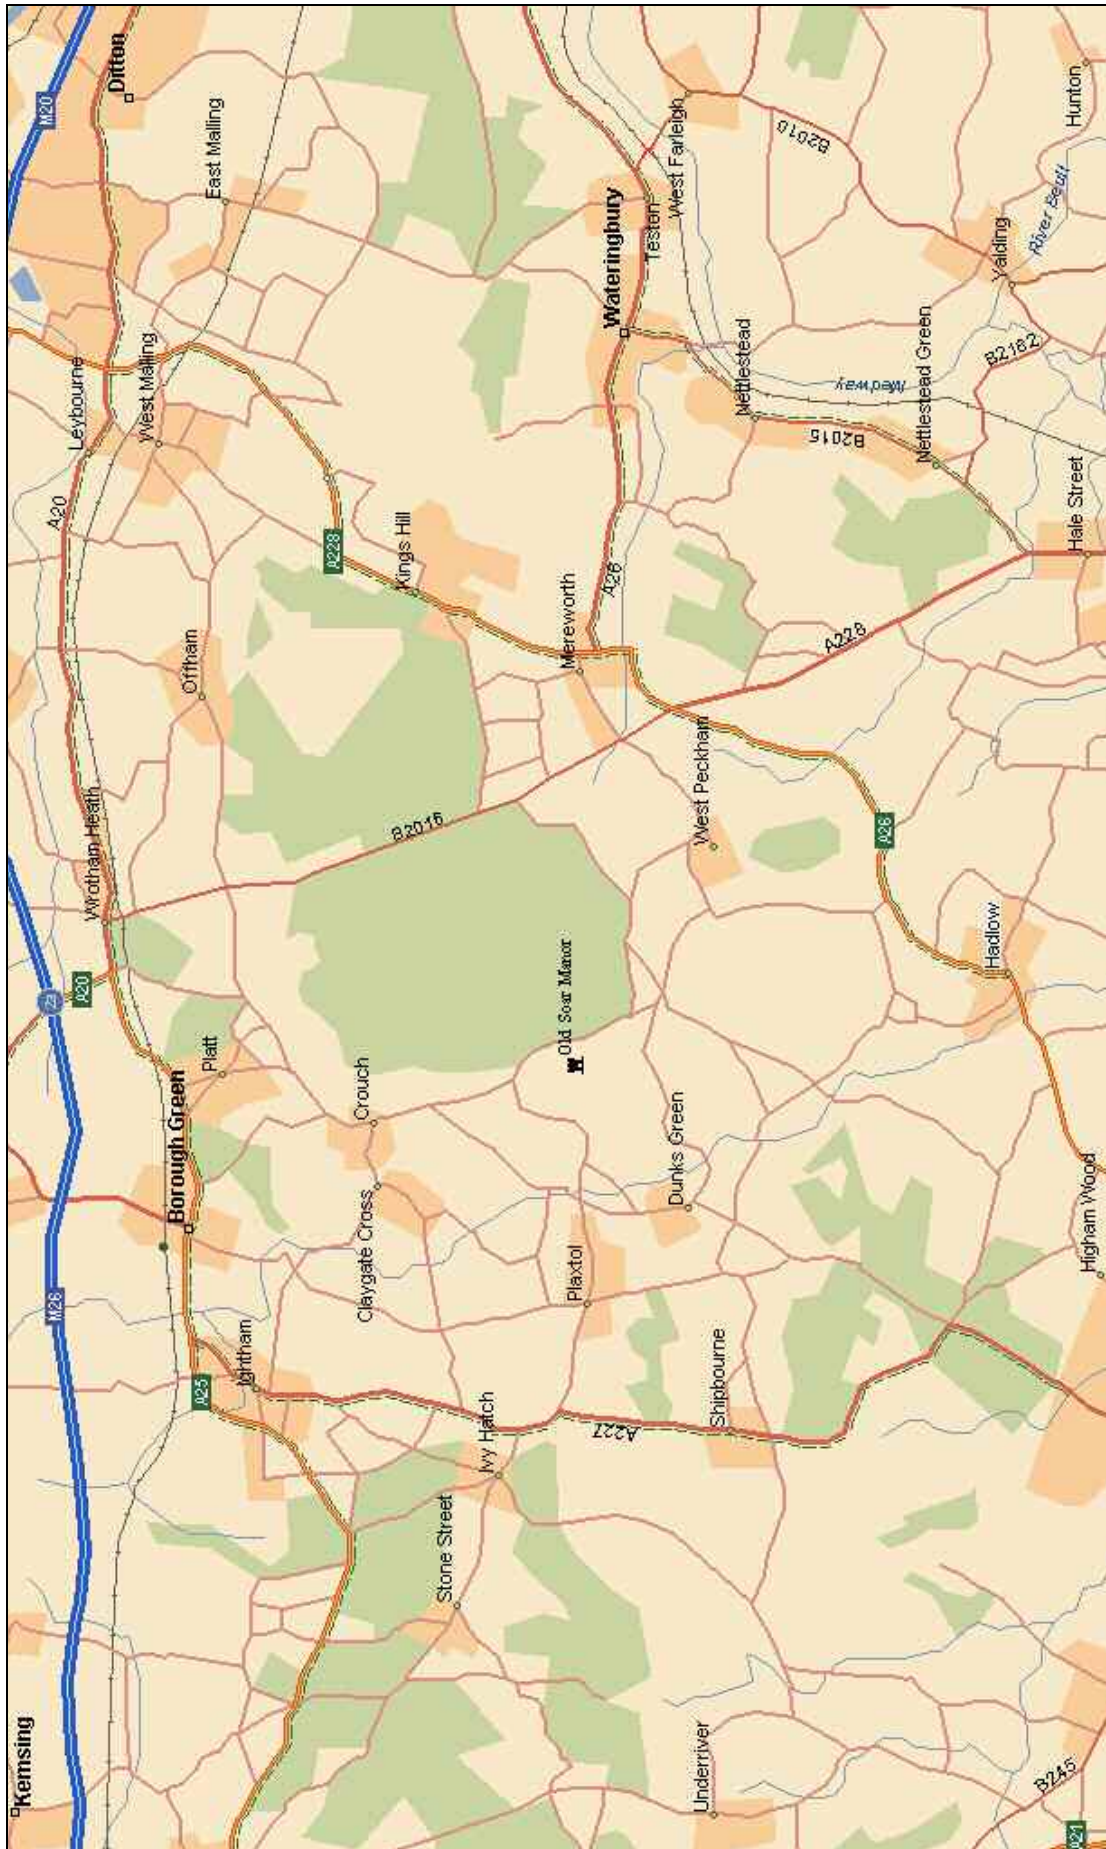 Kemsing
M26
A25
Ightham
Borough Green
Platt
A20
23
Wrotham Heath
Offham
A20
Leybourne
West Malling
East Malling
M20
Ditton
Stone Street
Ivy Hatch
Claygate Cross
Crouch
B2016
Kings Hill
A228
Plaxtol
Old Soar Manor
Mereworth
A26
Wateringbury
Teston
West Farleigh
A227
Underriver
Shipbourne
Dunks Green
West Peckham
A228
Nettlestead
B2015
Medway
B2010
Nettlestead Green
A26
Hadlow
B2162
Yalding
River Beult
B245
A21
Higham Wood
Hale Street
Hunton